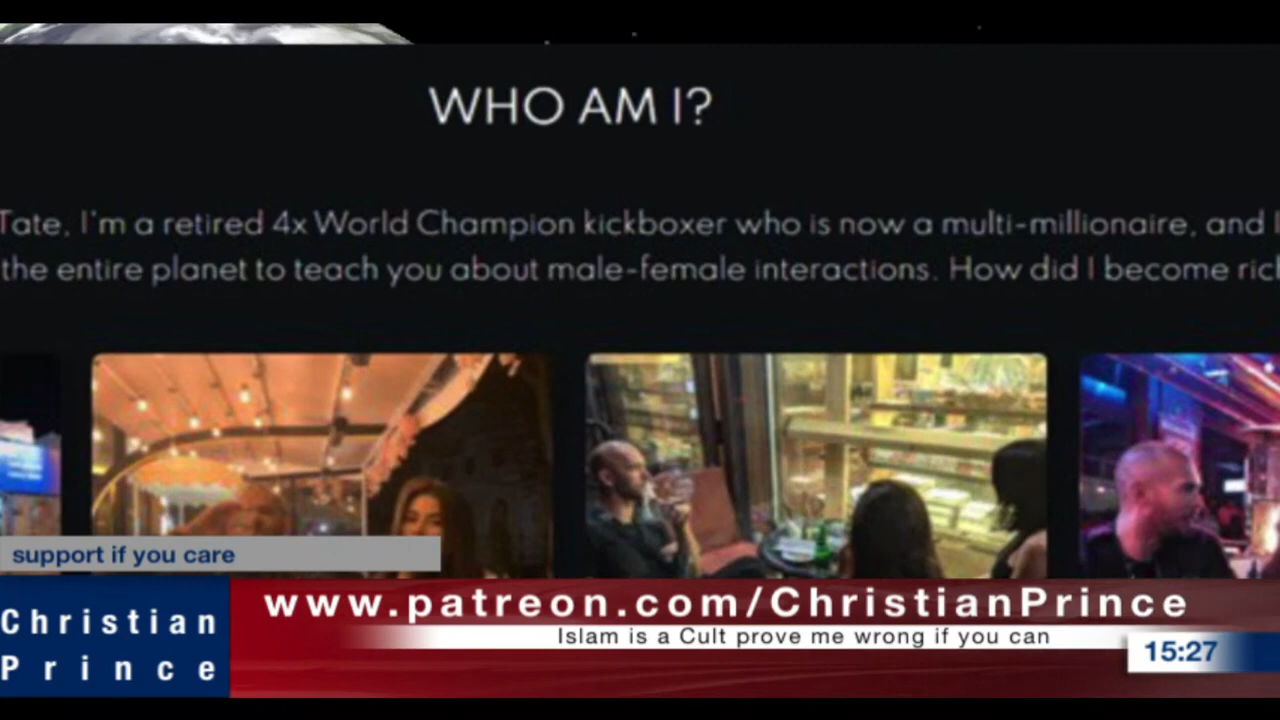 WHO AM I?
Tate, I'm a retired 4x World Champion kickboxer who is now a multi-millionaire, and I
the entire planet to teach you about male-female interactions. How did I become rich
support if you care
Christian
Prince
www.patreon.com/ChristianPrince
Islam is a Cult prove me wrong if you can
15:27